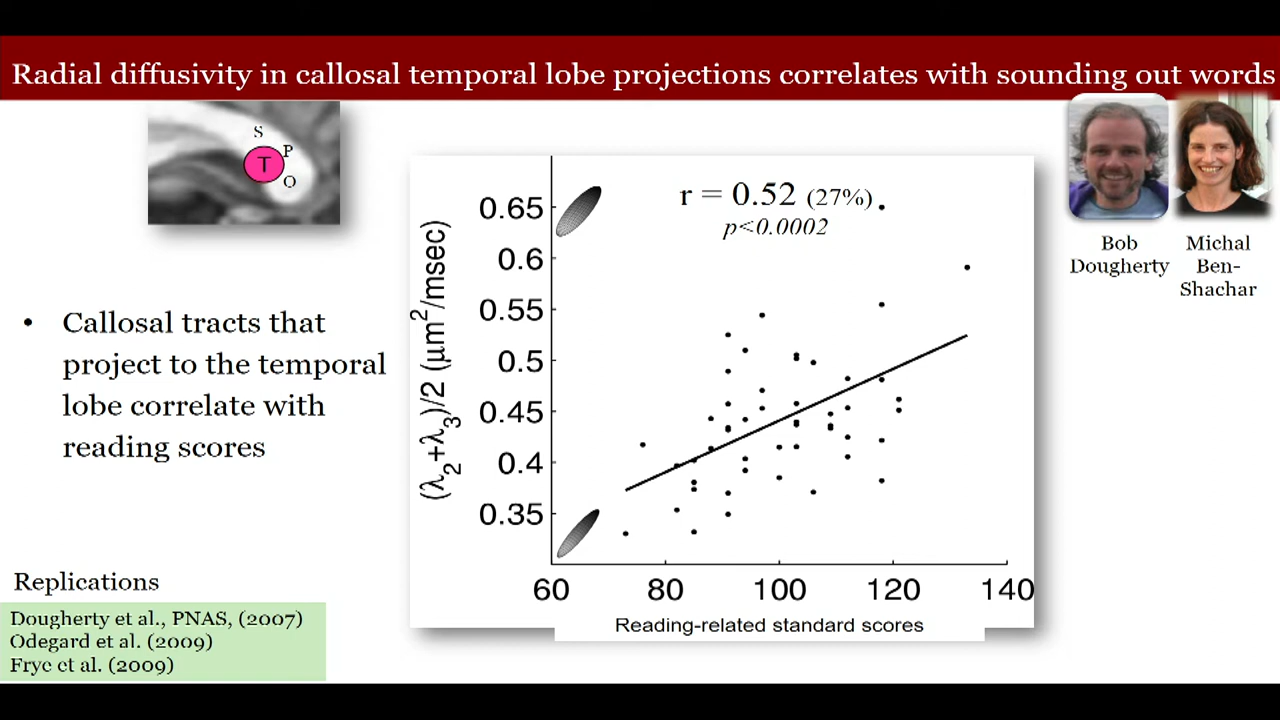 Radial diffusivity in callosal temporal lobe projections correlates with sounding out words
S
P
T
O
Bob
Dougherty
Michal
Ben-
Shachar
• Callosal tracts that
project to the temporal
lobe correlate with
reading scores
r = 0.52 (27%)
p<0.0002
(λ2+λ3)/2 (μm²/msec)
0.65
0.6
0.55
0.5
0.45
0.4
0.35
60 80 100 120 140
Reading-related standard scores
Replications
Dougherty et al., PNAS, (2007)
Odegard et al. (2009)
Frye et al. (2009)